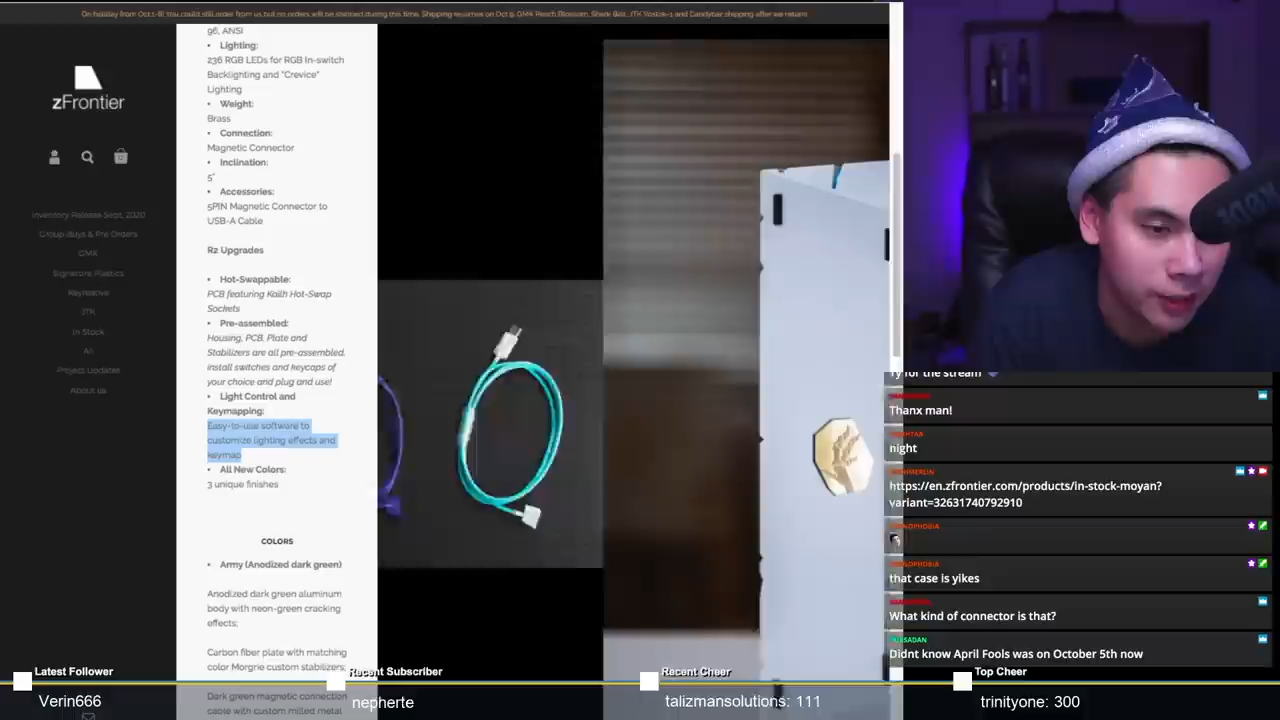 On holiday from Oct 1-8! You could still order from us but no orders will be shipped during this time. Shipping resumes on Oct 9. GMK Peach Blossom, Shark Bait, JTK Yoster-1 and Candybar shipping after we return
zFrontier
Inventory Release Sept. 2020
Group-Buys & Pre Orders
GMK
Signature Plastics
Keyreative
JTK
In Stock
All
Project Updates
About us
96, ANSI
• Lighting:
236 RGB LEDs for RGB In-switch
Backlighting and "Crevice"
Lighting
• Weight:
Brass
• Connection:
Magnetic Connector
• Inclination:
5°
• Accessories:
5PIN Magnetic Connector to
USB-A Cable
R2 Upgrades
• Hot-Swappable:
PCB featuring Kailh Hot-Swap
Sockets
• Pre-assembled:
Housing, PCB, Plate and
Stabilizers are all pre-assembled,
install switches and keycaps of
your choice and plug and use!
• Light Control and
Keymapping:
Easy-to-use software to
customize lighting effects and
keymap
• All New Colors:
3 unique finishes
COLORS
• Army (Anodized dark green)
Anodized dark green aluminum
body with neon-green cracking
effects;
Carbon fiber plate with matching
color Morgrie custom stabilizers;
Dark green magnetic connection
cable with custom milled metal
Ty for the stream
Thanx man!
night
https://en.zfrontier.com/products/in-stock-moyan?
variant=32631740792910
that case is yikes
What kind of connector is that?
Didnt know April Fools was on October 5th now
Latest Follower
Verin666
Recent Subscriber
nepherte
Recent Cheer
talizmansolutions: 111
Top Cheer
trinityone: 300